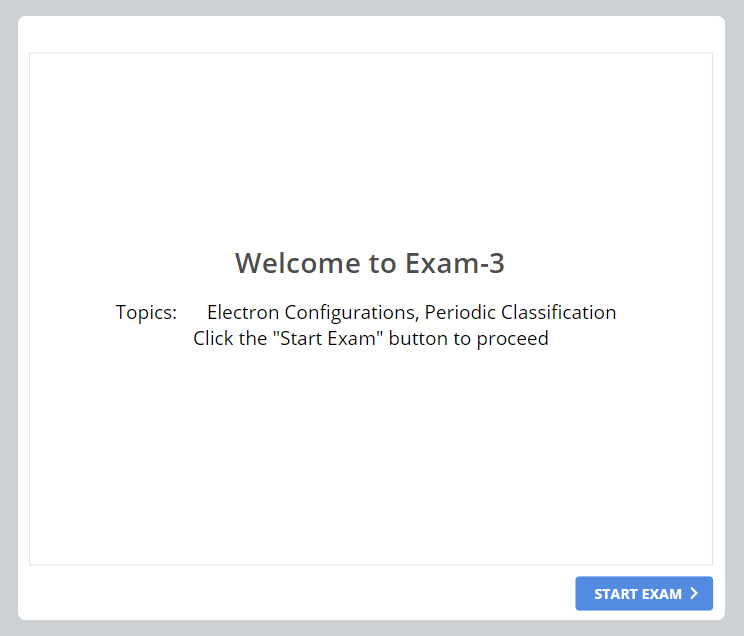 Welcome to Exam-3
Topics: Electron Configurations, Periodic Classification
Click the "Start Exam" button to proceed
START EXAM